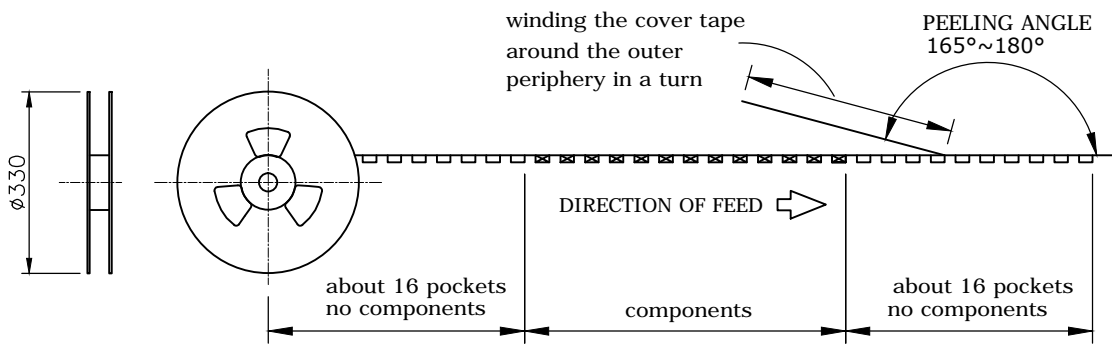 winding the cover tape
around the outer
periphery in a turn
PEELING ANGLE
165°~180°
ø330
DIRECTION OF FEED
about 16 pockets
no components
components
about 16 pockets
no components